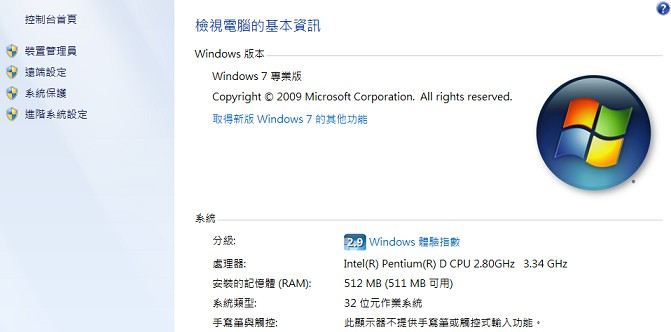 控制台首頁
裝置管理員
遠端設定
系統保護
進階系統設定
檢視電腦的基本資訊
Windows 版本
Windows 7 專業版
Copyright © 2009 Microsoft Corporation. All rights reserved.
取得新版 Windows 7 的其他功能
系統
分級: 2.9 Windows 體驗指數
處理器: Intel(R) Pentium(R) D CPU 2.80GHz 3.34 GHz
安裝的記憶體 (RAM): 512 MB (511 MB 可用)
系統類型: 32 位元作業系統
手寫筆與觸控: 此顯示器不提供手寫筆或觸控式輸入功能。